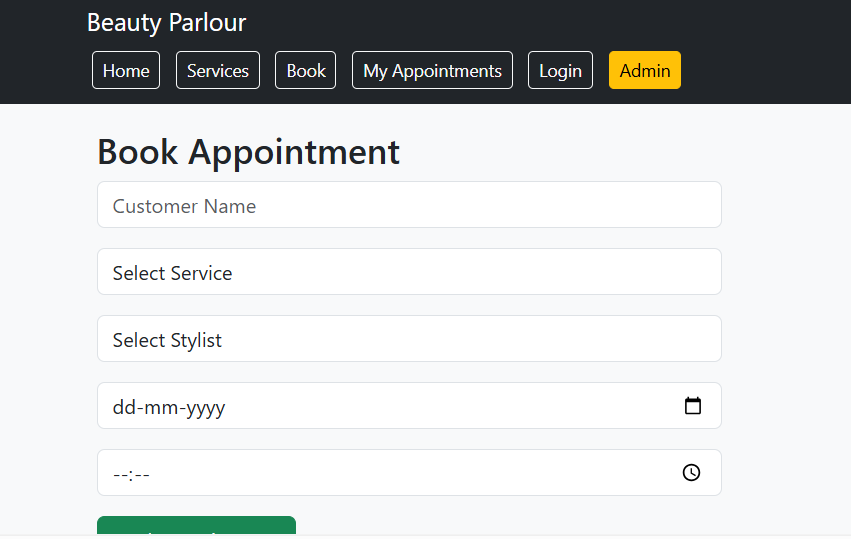 Beauty Parlour
Home Services Book My Appointments Login Admin
Book Appointment
Customer Name
Select Service
Select Stylist
dd-mm-yyyy
--:--